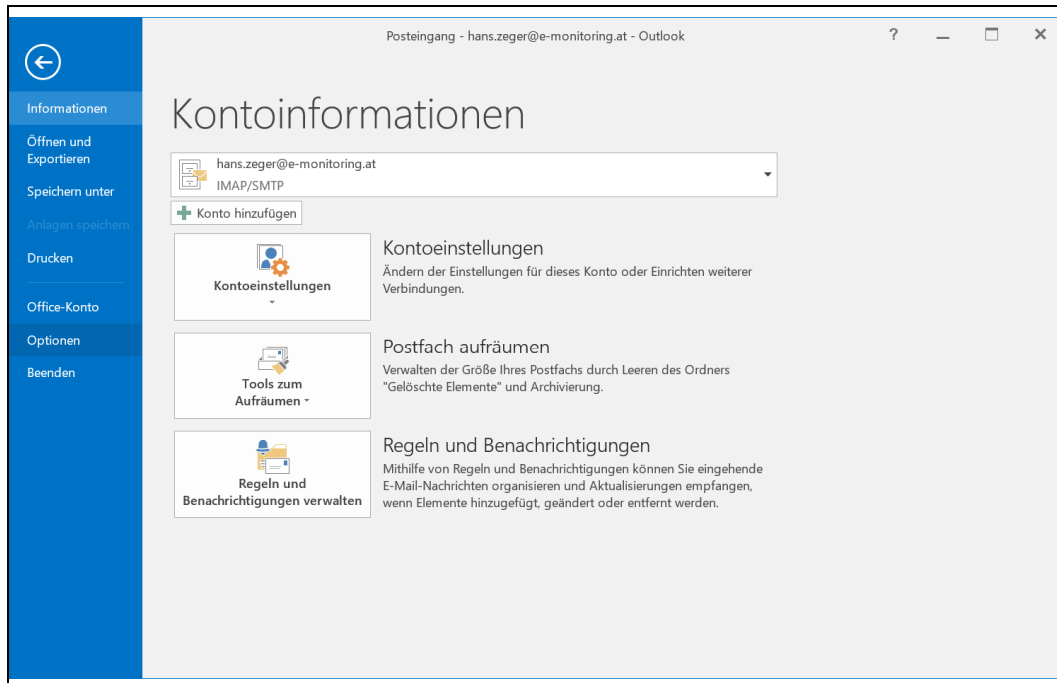 Posteingang - hans.zeger@e-monitoring.at - Outlook
?
Informationen
Öffnen und
Exportieren
Speichern unter
Anlagen speichern
Drucken
Office-Konto
Optionen
Beenden
Kontoinformationen
hans.zeger@e-monitoring.at
IMAP/SMTP
Konto hinzufügen
Kontoeinstellungen
Kontoeinstellungen
Ändern der Einstellungen für dieses Konto oder Einrichten weiterer
Verbindungen.
Tools zum
Aufräumen
Postfach aufräumen
Verwalten der Größe Ihres Postfachs durch Leeren des Ordners
"Gelöschte Elemente" und Archivierung.
Regeln und
Benachrichtigungen verwalten
Regeln und Benachrichtigungen
Mithilfe von Regeln und Benachrichtigungen können Sie eingehende
E-Mail-Nachrichten organisieren und Aktualisierungen empfangen,
wenn Elemente hinzugefügt, geändert oder entfernt werden.